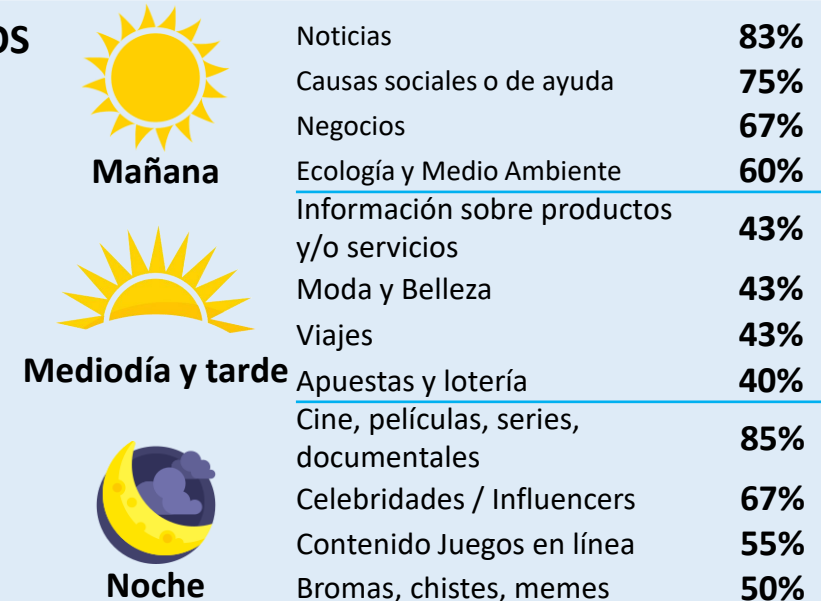 OS
Noticias 83%
Causas sociales o de ayuda 75%
Negocios 67%
Mañana
Ecología y Medio Ambiente 60%
Información sobre productos
y/o servicios 43%
Moda y Belleza 43%
Viajes 43%
Mediodía y tarde
Apuestas y lotería 40%
Cine, películas, series,
documentales 85%
Celebridades / Influencers 67%
Contenido Juegos en línea 55%
Noche
Bromas, chistes, memes 50%